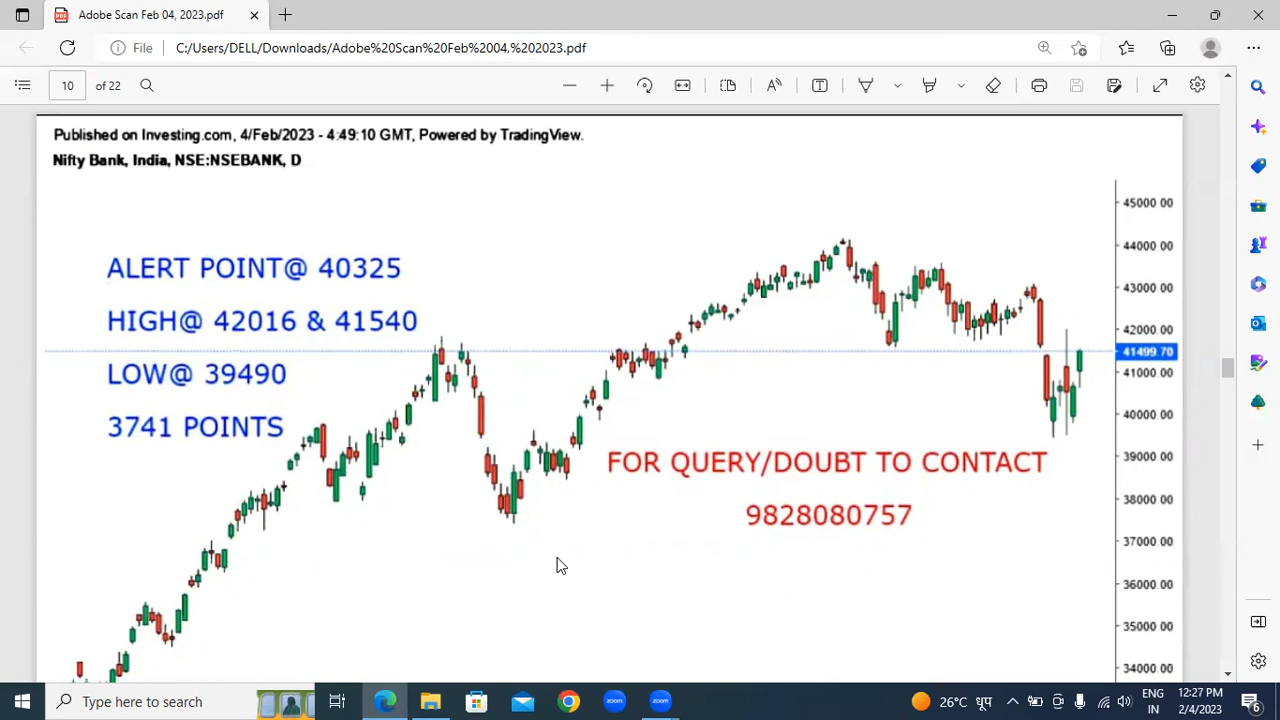 Adobe Scan Feb 04, 2023.pdf
File C:/Users/DELL/Downloads/Adobe%20Scan%20Feb%2004,%202023.pdf
10 of 22
Published on Investing.com, 4/Feb/2023 - 4:49:10 GMT, Powered by TradingView.
Nifty Bank, India, NSE:NSEBANK, D
45000.00
ALERT POINT@ 40325
44000.00
43000.00
HIGH@ 42016 & 41540
42000.00
41499.70
LOW@ 39490
41000.00
3741 POINTS
40000.00
FOR QUERY/DOUBT TO CONTACT
39000.00
38000.00
9828080757
37000.00
36000.00
35000.00
34000.00
Type here to search
zoom
zoom
26°C धूप
ENG
IN
12:27 PM
2/4/2023
6